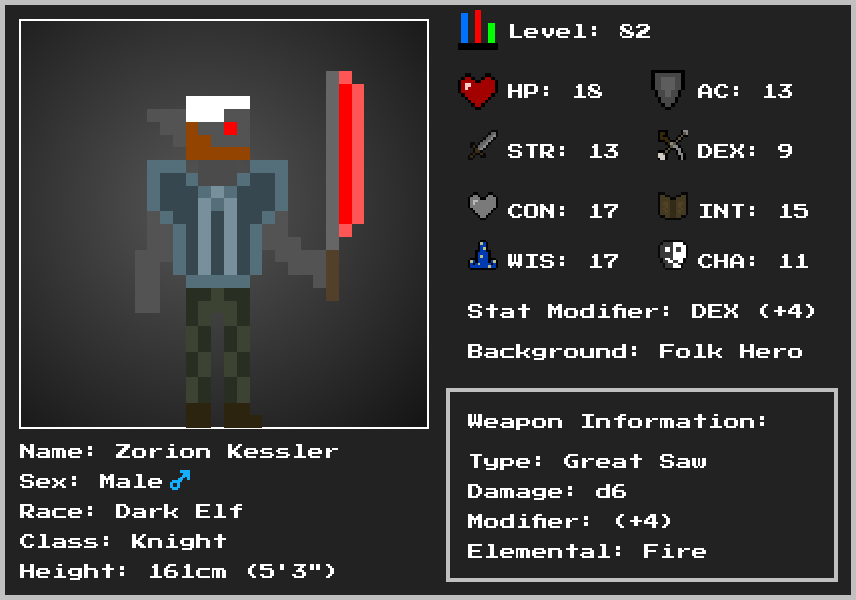 Level: 82
HP: 18 AC: 13
STR: 13 DEX: 9
CON: 17 INT: 15
WIS: 17 CHA: 11
Stat Modifier: DEX (+4)
Background: Folk Hero
Weapon Information:
Type: Great Saw
Damage: d6
Modifier: (+4)
Elemental: Fire
Name: Zorion Kessler
Sex: Male ♂
Race: Dark Elf
Class: Knight
Height: 161cm (5'3")